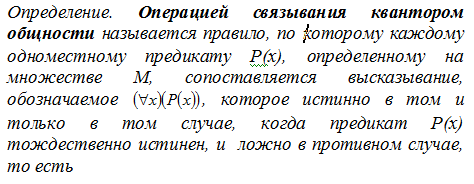 Определение. Операцией связывания квантором
общности называется правило, по которому каждому
одноместному предикату P(x), определенному на
множестве M, сопоставляется высказывание,
обозначаемое (∀x)(P(x)), которое истинно в том и
только в том случае, когда предикат P(x)
тождественно истинен, и ложно в противном случае,
то есть